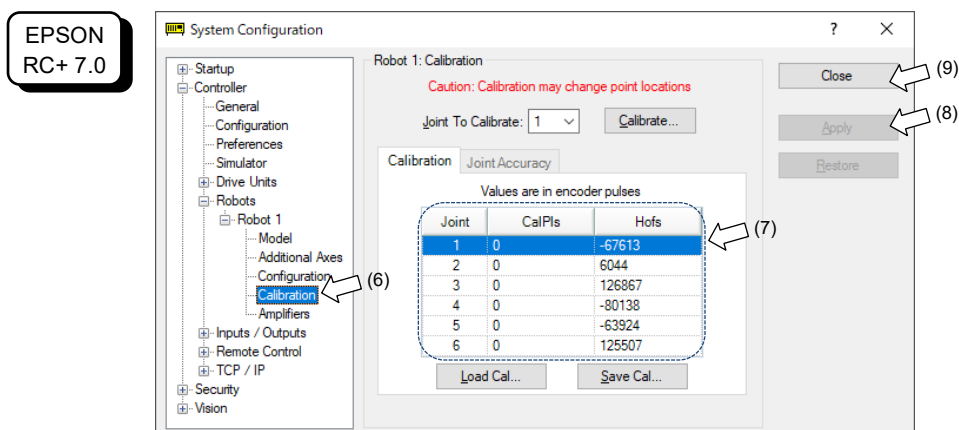 EPSON
RC+ 7.0
System Configuration
?
Startup
Controller
General
Configuration
Preferences
Simulator
Drive Units
Robots
Robot 1
Model
Additional Axes
Configuration
Calibration
Amplifiers
Inputs / Outputs
Remote Control
TCP / IP
Security
Vision
(6)
Robot 1: Calibration
Caution: Calibration may change point locations
Joint To Calibrate: 1 Calibrate...
Calibration Joint Accuracy
Values are in encoder pulses
Joint CalPls Hofs
1 0 -67613
2 0 6044
3 0 126867
4 0 -80138
5 0 -63924
6 0 125507
(7)
Load Cal... Save Cal...
Close (9)
Apply (8)
Restore